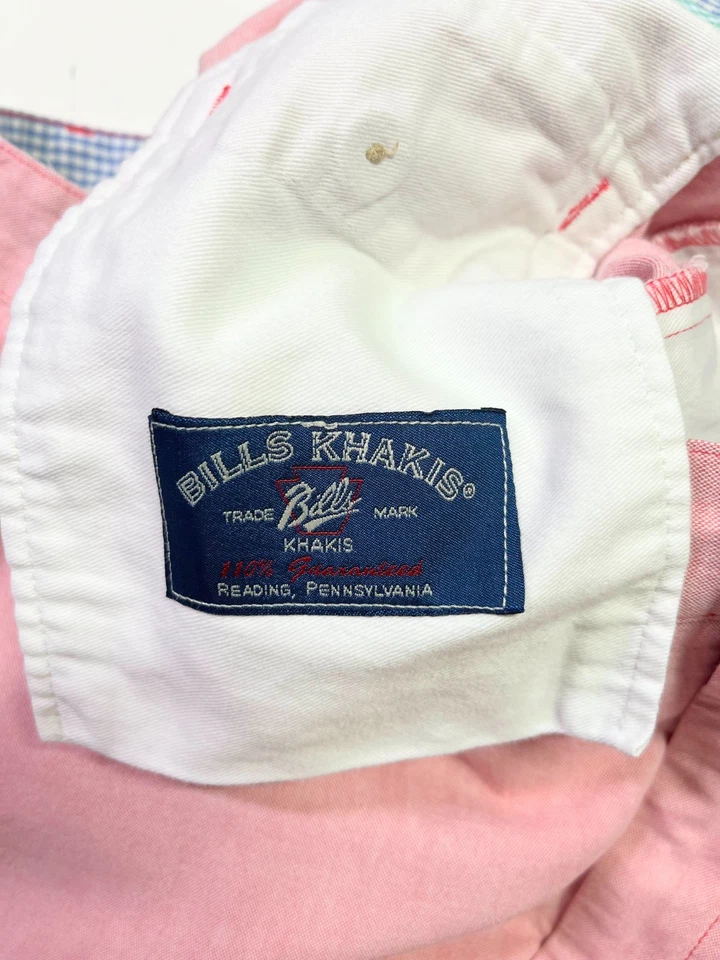 BILLS KHAKIS®
Bills
TRADE MARK
KHAKIS
110% Guaranteed
READING, PENNSYLVANIA